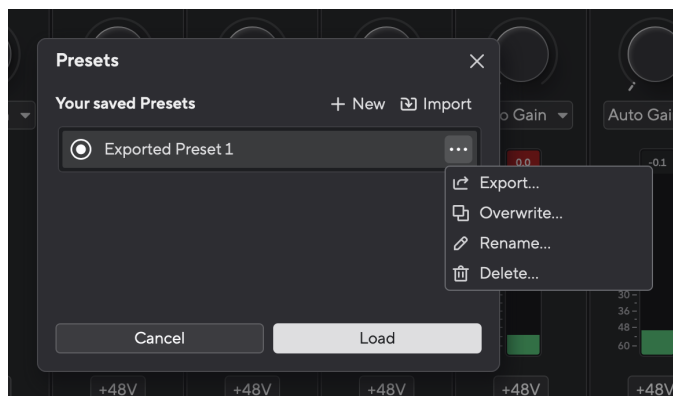 Presets
Your saved Presets
New
Import
Exported Preset 1
Export...
Overwrite...
Rename...
Delete...
Cancel
Load
o Gain
Auto Gai
0.0
-0.1
30
36
48
60
+48V
+48V
+48V
+48V
+48V